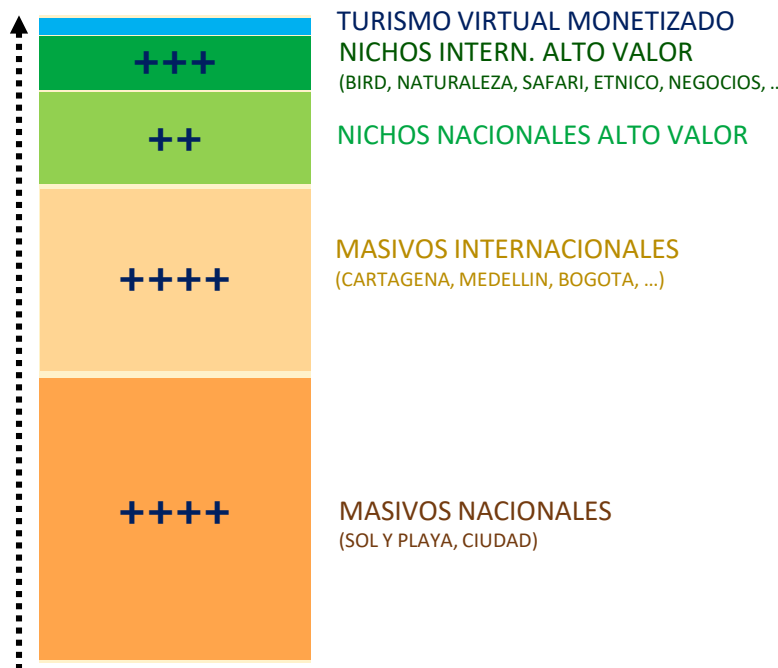 TURISMO VIRTUAL MONETIZADO
+++
NICHOS INTERN. ALTO VALOR
(BIRD, NATURALEZA, SAFARI, ETNICO, NEGOCIOS, ..
++
NICHOS NACIONALES ALTO VALOR
++++
MASIVOS INTERNACIONALES
(CARTAGENA, MEDELLIN, BOGOTA, ...)
++++
MASIVOS NACIONALES
(SOL Y PLAYA, CIUDAD)